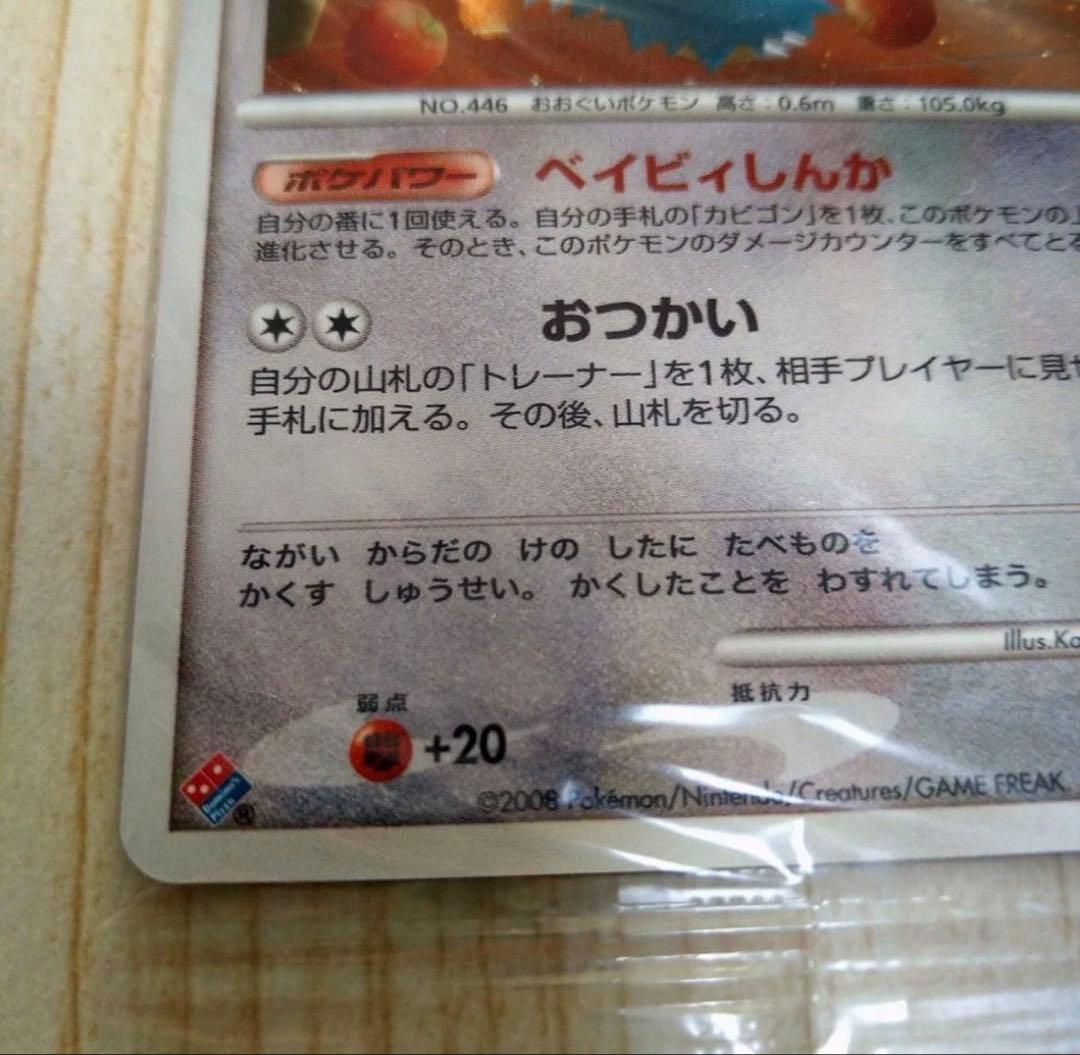 NO.446 おおぐいポケモン 高さ：0.6m 重さ：105.0kg
ポケパワー ベイビィしんか
自分の番に1回使える。自分の手札の「カビゴン」を1枚、このポケモンの
進化させる。そのとき、このポケモンのダメージカウンターをすべてと
おつかい
自分の山札の「トレーナー」を1枚、相手プレイヤーに見せ
手札に加える。その後、山札を切る。
ながい からだの けの したに たべものを
かくす しゅうせい。 かくしたことを わすれてしまう。
Illus.Ka
弱点 抵抗力
+20
Domino's
Pizza
®
©2008 Pokémon/Nintendo/Creatures/GAME FREAK.